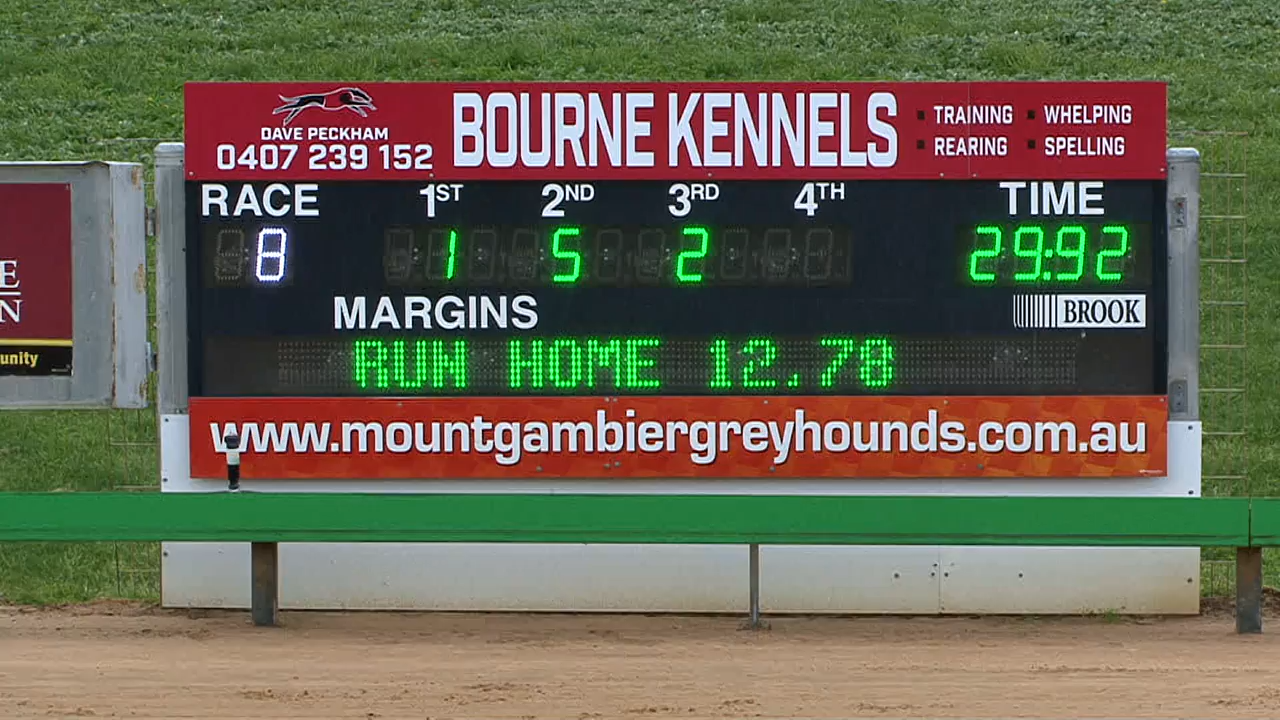 DAVE PECKHAM
0407 239 152
BOURNE KENNELS
TRAINING WHELPING
REARING SPELLING
RACE 1ST 2ND 3RD 4TH TIME
8 1 5 2 29:92
MARGINS
BROOK
RUN HOME 12.78
www.mountgambiergreyhounds.com.au
E
N
unity